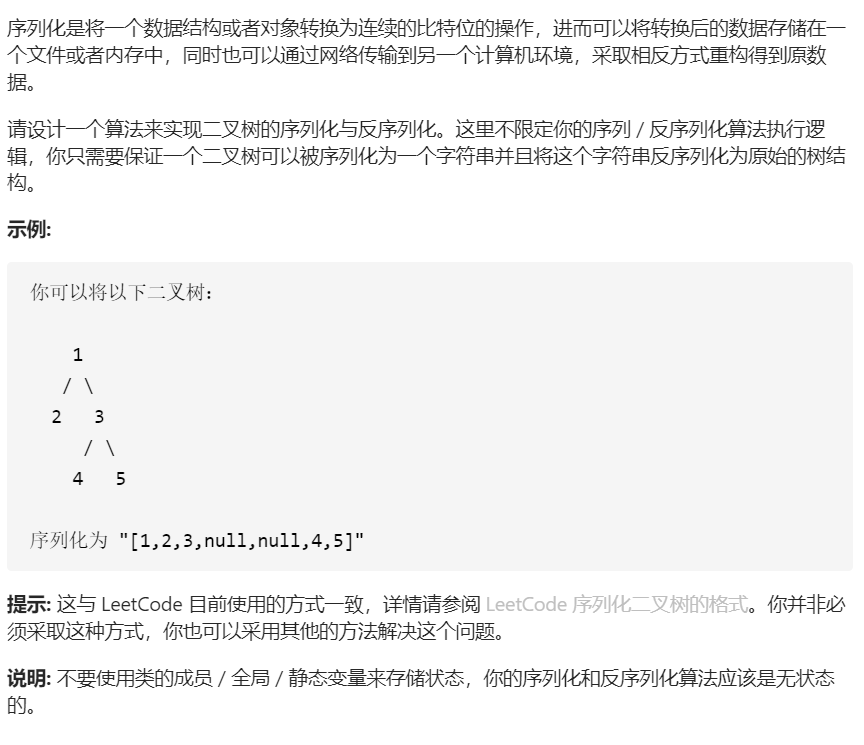 序列化是将一个数据结构或者对象转换为连续的比特位的操作，进而可以将转换后的数据存储在一
个文件或者内存中，同时也可以通过网络传输到另一个计算机环境，采取相反方式重构得到原数
据。
请设计一个算法来实现二叉树的序列化与反序列化。这里不限定你的序列 / 反序列化算法执行逻
辑，你只需要保证一个二叉树可以被序列化为一个字符串并且将这个字符串反序列化为原始的树结
构。
示例:
你可以将以下二叉树：
1
/ \
2 3
/ \
4 5
序列化为 "[1,2,3,null,null,4,5]"
提示: 这与 LeetCode 目前使用的方式一致，详情请参阅 LeetCode 序列化二叉树的格式。你并非必
须采取这种方式，你也可以采用其他的方法解决这个问题。
说明: 不要使用类的成员 / 全局 / 静态变量来存储状态，你的序列化和反序列化算法应该是无状态
的。